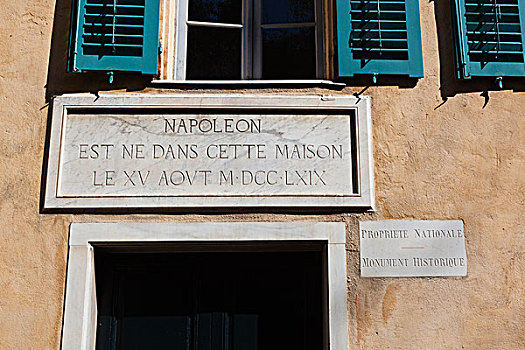 NAPOLEON
EST NE DANS CETTE MAISON
LE XV AOVT M·DCC·LXIX
PROPRIETE NATIONALE
MONUMENT HISTORIQUE